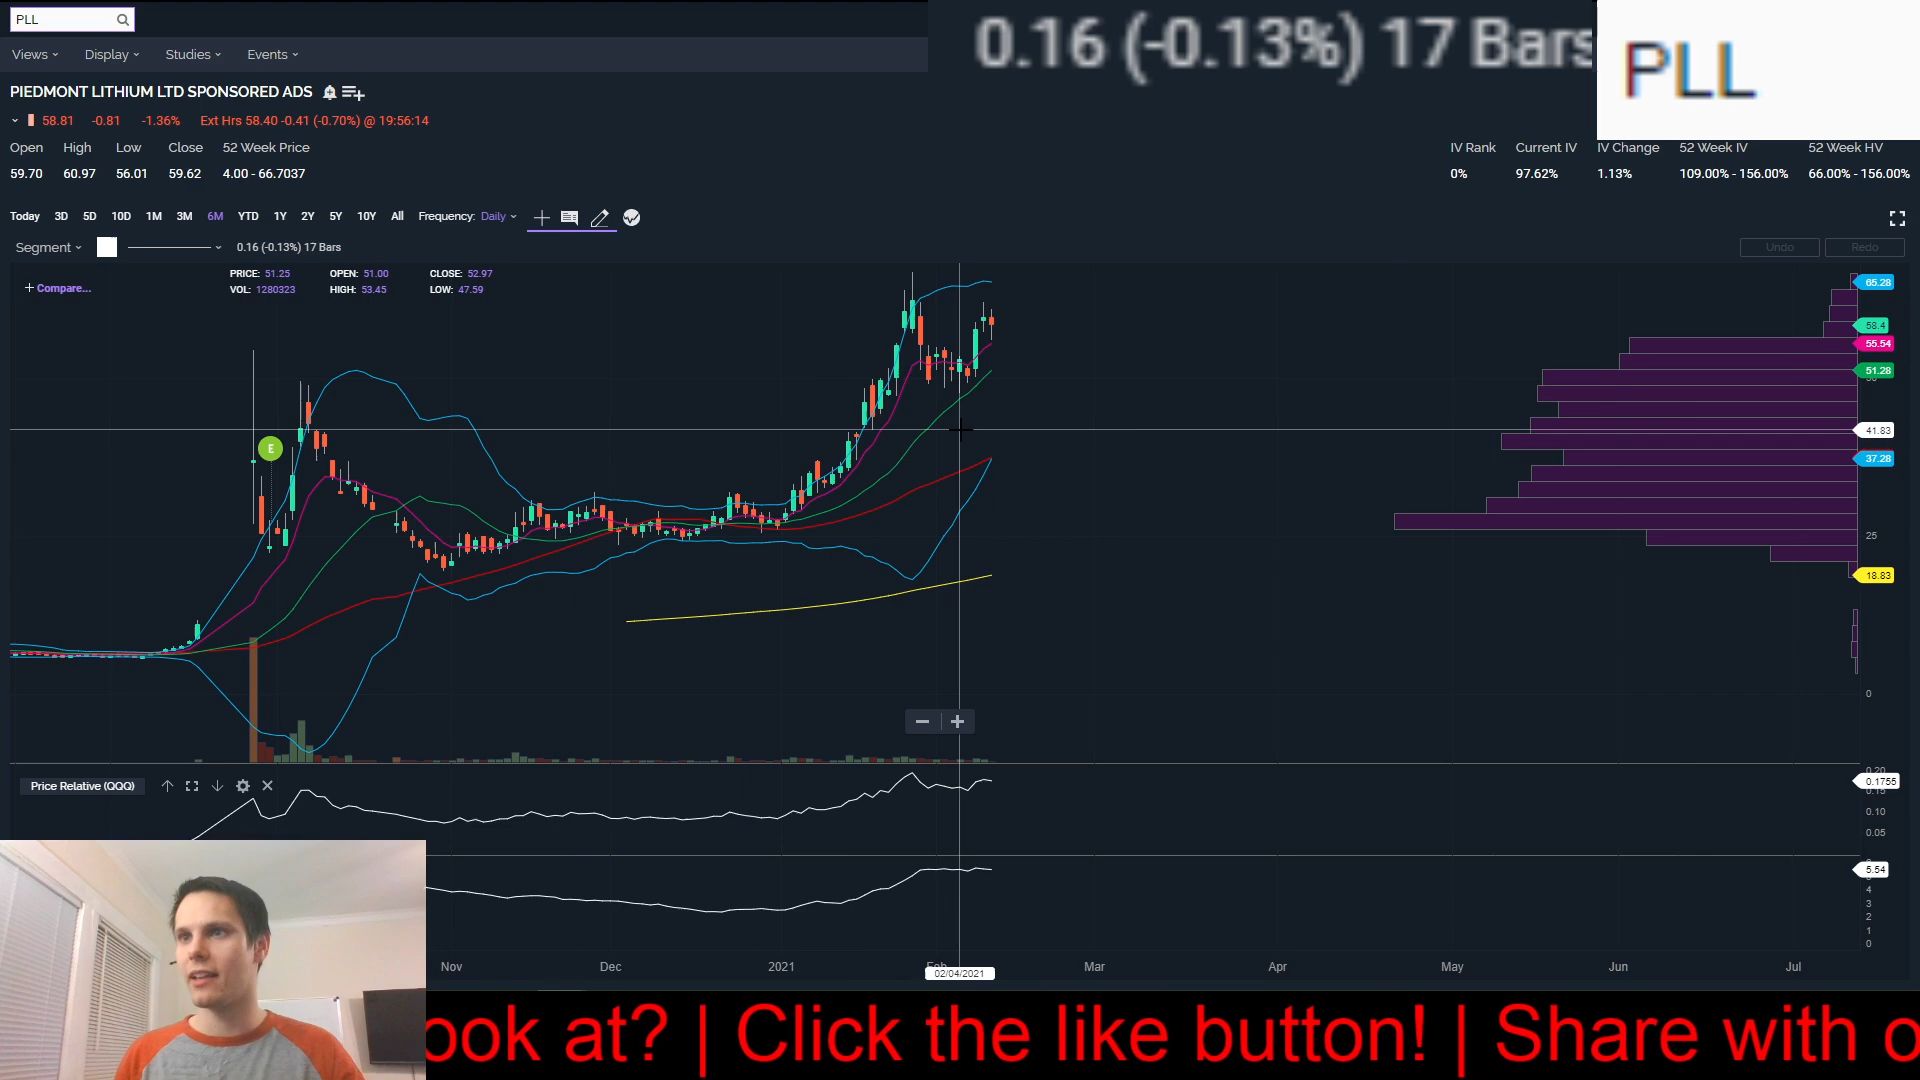 PLL
0.16 (-0.13%) 17 Bars
PLL
Views Display Studies Events
PIEDMONT LITHIUM LTD SPONSORED ADS
58.81 -0.81 -1.36% Ext Hrs 58.40 -0.41 (-0.70%) @ 19:56:14
Open High Low Close 52 Week Price
IV Rank Current IV IV Change 52 Week IV 52 Week HV
59.70 60.97 56.01 59.62 4.00 - 66.7037
0% 97.62% 1.13% 109.00% - 156.00% 66.00% - 156.00%
Today 3D 5D 10D 1M 3M 6M YTD 1Y 2Y 5Y 10Y All Frequency: Daily
Segment 0.16 (-0.13%) 17 Bars Undo Redo
PRICE: 51.25 OPEN: 51.00 CLOSE: 52.97
+ Compare...
VOL: 1280323 HIGH: 53.45 LOW: 47.59
65.28
58.4
55.54
51.28
E
41.83
37.28
25
18.83
0
0.20
Price Relative (QQQ)
0.1755
0.15
0.10
0.05
5.54
4
3
2
1
0
Nov Dec 2021 Feb Mar Apr May Jun Jul
02/04/2021
ook at? | Click the like button! | Share with o